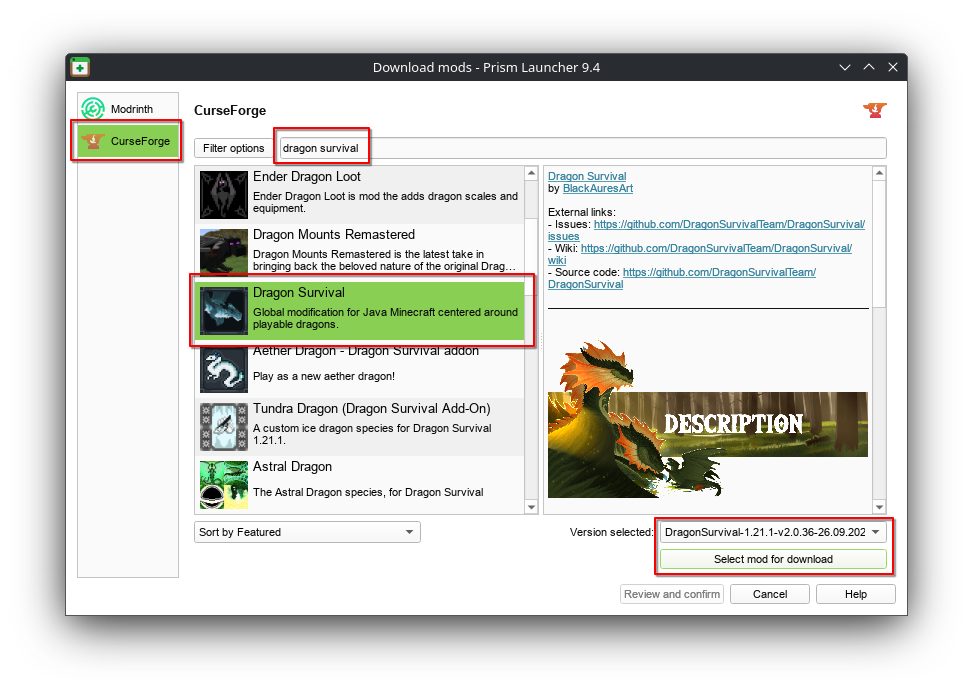 Download mods - Prism Launcher 9.4
Modrinth
CurseForge
CurseForge
Filter options
dragon survival
Ender Dragon Loot
Ender Dragon Loot is mod the adds dragon scales and
equipment.
Dragon Mounts Remastered
Dragon Mounts Remastered is the latest take in
bringing back the beloved nature of the original Drag...
Dragon Survival
Global modification for Java Minecraft centered around
playable dragons.
Aether Dragon - Dragon Survival addon
Play as a new aether dragon!
Tundra Dragon (Dragon Survival Add-On)
A custom ice dragon species for Dragon Survival
1.21.1.
Astral Dragon
The Astral Dragon species, for Dragon Survival
Dragon Survival
by BlackAuresArt
External links:
- Issues: https://github.com/DragonSurvivalTeam/DragonSurvival/
issues
- Wiki: https://github.com/DragonSurvivalTeam/DragonSurvival/
wiki
- Source code: https://github.com/DragonSurvivalTeam/
DragonSurvival
DESCRIPTION
Sort by Featured
Version selected:
DragonSurvival-1.21.1-v2.0.36-26.09.202
Select mod for download
Review and confirm
Cancel
Help